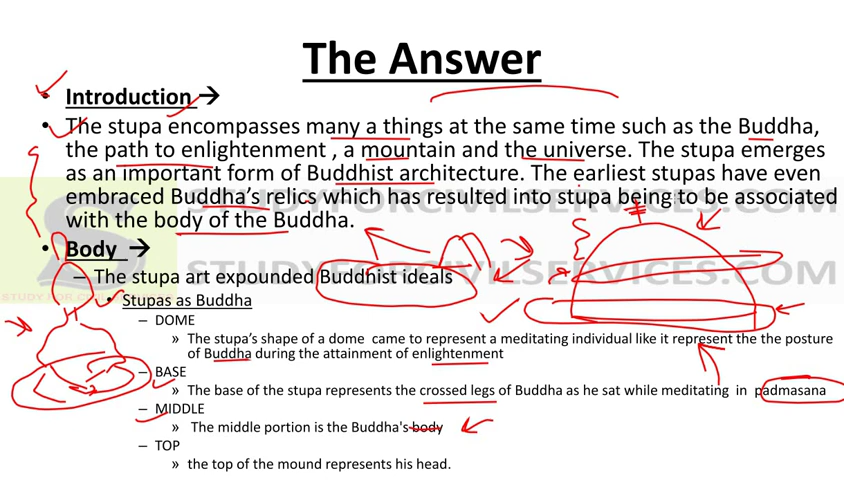 The Answer
• Introduction →
• The stupa encompasses many a things at the same time such as the Buddha,
the path to enlightenment , a mountain and the universe. The stupa emerges
as an important form of Buddhist architecture. The earliest stupas have even
embraced Buddha's relics which has resulted into stupa being to be associated
with the body of the Buddha.
• Body →
– The stupa art expounded Buddhist ideals
• Stupas as Buddha
– DOME
» The stupa's shape of a dome came to represent a meditating individual like it represent the the posture
of Buddha during the attainment of enlightenment
– BASE
» The base of the stupa represents the crossed legs of Buddha as he sat while meditating in padmasana
– MIDDLE
» The middle portion is the Buddha's body
– TOP
» the top of the mound represents his head.
STUDYFORCIVILSERVICES.COM
STUDYFORCIVILSERVICES.COM